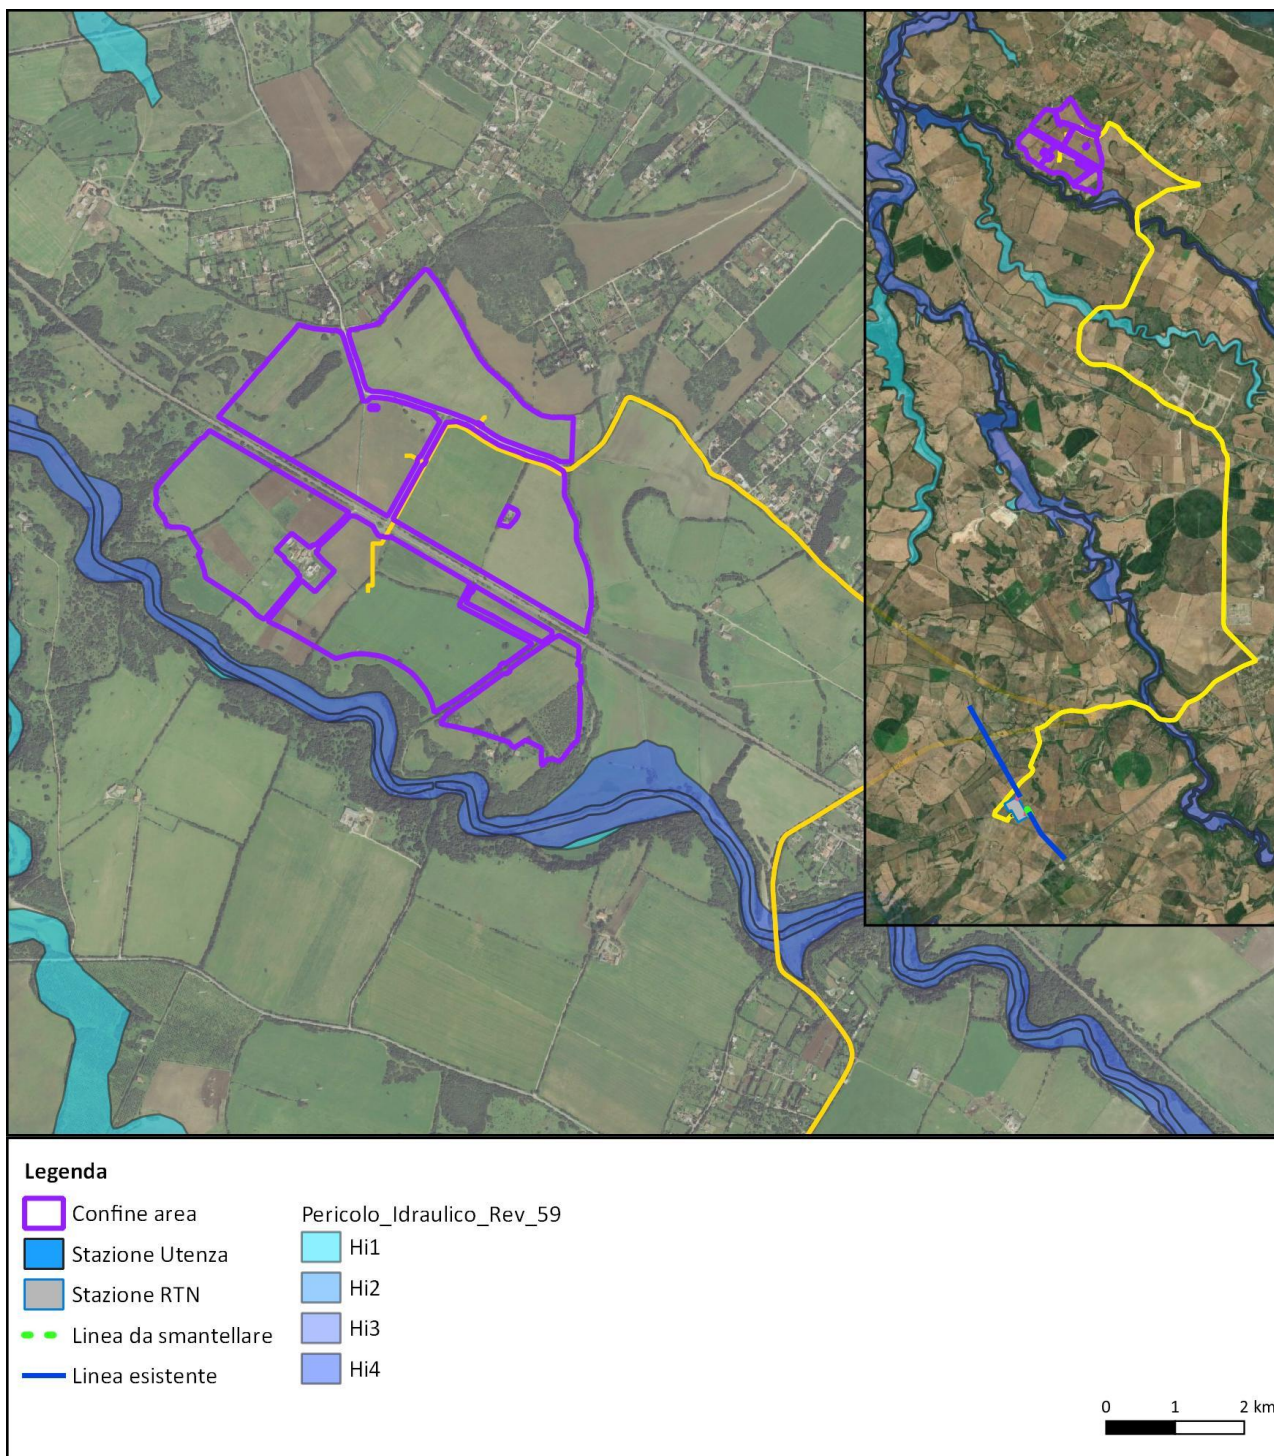 Legenda
Confine area
Stazione Utenza
Stazione RTN
Linea da smantellare
Linea esistente
Pericolo_Idraulico_Rev_59
Hi1
Hi2
Hi3
Hi4
0 1 2 km